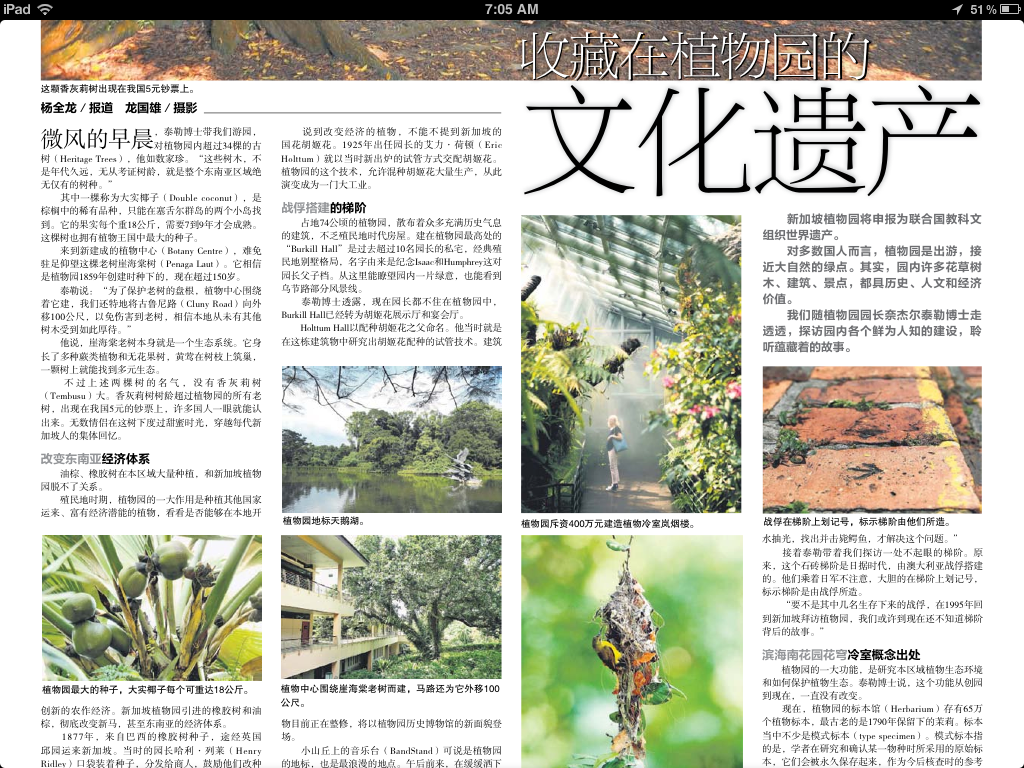 iPad
7:05 AM
51%
收藏在植物园的
文化遗产
这颗香灰莉树出现在我国5元钞票上。
杨全龙 / 报道 龙国雄 / 摄影
微风的早晨，泰勒博士带我们游园，
对植物园内超过34棵的古
树（Heritage Trees），他如数家珍。“这些树木，不
是年代久远，无从考证树龄，就是整个东南亚区域绝
无仅有的树种。”
其中一棵称为大实椰子（Double coconut），是
棕榈中的稀有品种，只能在塞舌尔群岛的两个小岛找
到。它的果实每个重18公斤，需要7到9年才会成熟。
这棵树也拥有植物王国中最大的种子。
来到新建成的植物中心（Botany Centre），难免
驻足仰望这棵老树崖海棠树（Penaga Laut）。它相信
是植物园1859年创建时种下的，现在超过150岁。
泰勒说：“为了保护老树的盘根，植物中心围绕
着它建，我们还特地将古鲁尼路（Cluny Road）向外
移100公尺，以免伤害到老树，相信本地从未有其他
树木受到如此厚待。”
他说，崖海棠老树本身就是一个生态系统。它身
长了多种蕨类植物和无花果树，黄莺在树枝上筑巢，
一颗树上就能找到多元生态。
不过上述两棵树的名气，没有香灰莉树
（Tembusu）大。香灰莉树树龄超过植物园的所有老
树，出现在我国5元的钞票上，许多国人一眼就能认
出来。无数情侣在这树下度过甜蜜时光，穿越每代新
加坡人的集体回忆。
改变东南亚经济体系
油棕、橡胶树在本区域大量种植，和新加坡植物
园脱不了关系。
殖民地时期，植物园的一大作用是种植其他国家
运来、富有经济潜能的植物，看看是否能够在本地开
植物园最大的种子，大实椰子每个可重达18公斤。
创新的农作经济。新加坡植物园引进的橡胶树和油
棕，彻底改变新马，甚至东南亚的经济体系。
1877年，来自巴西的橡胶树种子，途经英国
邱园运来新加坡。当时的园长哈利·列莱（Henry
Ridley）口袋装着种子，分发给商人，鼓励他们改种
说到改变经济的植物，不能不提到新加坡的
国花胡姬花。1925年出任园长的艾力·荷顿（Eric
Holttum）就以当时新出炉的试管方式交配胡姬花。
植物园的这个技术，允许混种胡姬花大量生产，从此
演变成为一门大工业。
战俘搭建的梯阶
占地74公顷的植物园，散布着众多充满历史气息
的建筑，不乏殖民地时代房屋。建在植物园最高处的
“Burkill Hall”是过去超过10名园长的私宅，经典殖
民地别墅格局，名字由来是纪念Isaac和Humphrey这对
园长父子档。从这里能瞭望园内一片绿意，也能看到
乌节路部分风景线。
泰勒博士透露，现在园长都不住在植物园中，
Burkill Hall已经转为胡姬花展示厅和宴会厅。
Holttum Hall以配种胡姬花之父命名。他当时就是
在这栋建筑物中研究出胡姬花配种的试管技术。建筑
植物园地标天鹅湖。
植物中心围绕崖海棠老树而建，马路还为它外移100
公尺。
物目前正在整修，将以植物园历史博物馆的新面貌登
场。
小山丘上的音乐台（BandStand）可说是植物园
的地标，也是最浪漫的地点。午后前来，在缓缓洒下
植物园斥资400万元建造植物冷室岚烟楼。
新加坡植物园将申报为联合国教科文
组织世界遗产。
对多数国人而言，植物园是出游，接
近大自然的绿点。其实，园内许多花草树
木、建筑、景点，都具历史、人文和经济
价值。
我们随植物园园长奈杰尔泰勒博士走
透透，探访园内各个鲜为人知的建设，聆
听蕴藏着的故事。
战俘在梯阶上划记号，标示梯阶由他们所造。
水抽光，找出并击毙鳄鱼，才解决这个问题。”
接着泰勒带着我们探访一处不起眼的梯阶。原
来，这个石砖梯阶是日据时代，由澳大利亚战俘搭建
的。他们乘着日军不注意，大胆的在梯阶上划记号，
标示梯阶是由战俘所造。
“要不是其中几名生存下来的战俘，在1995年回
到新加坡拜访植物园，我们或许到现在还不知道梯阶
背后的故事。”
滨海南花园花穹冷室概念出处
植物园的一大功能，是研究本区域植物生态环境
和如何保护植物生态。泰勒博士说，这个功能从创园
到现在，一直没有改变。
现在，植物园的标本馆（Herbarium）存有65万
个植物标本，最古老的是1790年保留下的茉莉。标本
当中不少是模式标本（type specimen）。模式标本指
的是，学者在研究和确认某一物种时所采用的原始标
本，它们会被永久保存起来，作为今后核查时的参考